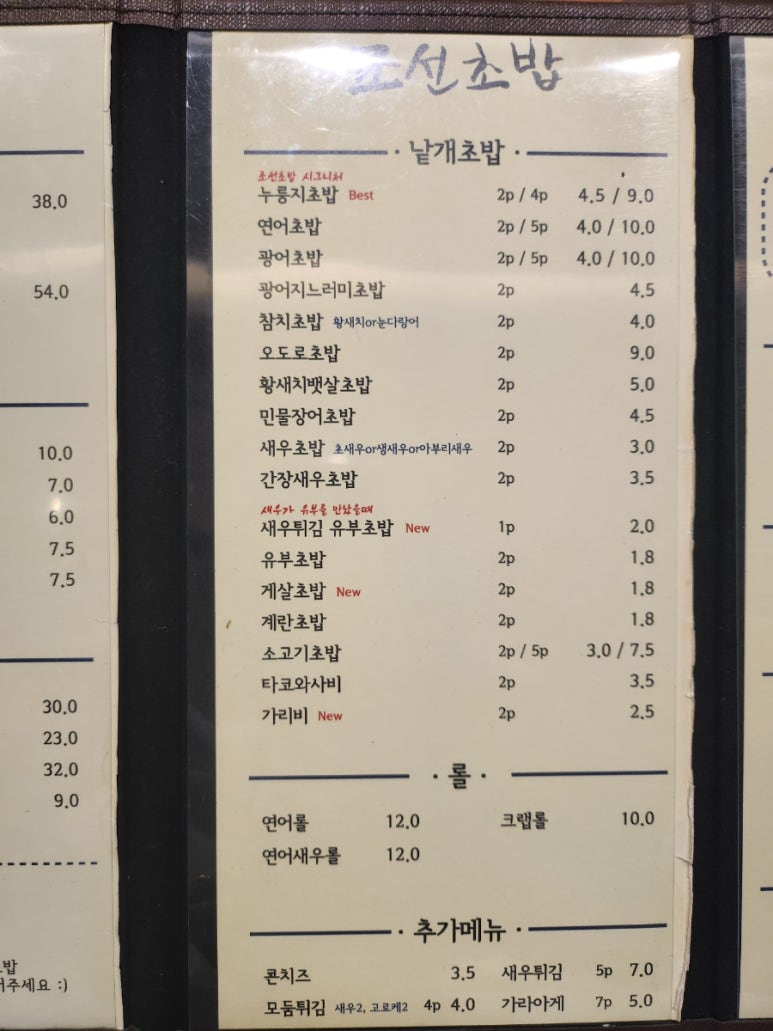 38.0
54.0
10.0
7.0
6.0
7.5
7.5
30.0
23.0
32.0
9.0
밥
주세요 :)
조선초밥
· 낱개초밥 ·
조선초밥 시그니처
누룽지초밥 Best 2p / 4p 4.5 / 9.0
연어초밥 2p / 5p 4.0 / 10.0
광어초밥 2p / 5p 4.0 / 10.0
광어지느러미초밥 2p 4.5
참치초밥 황새치or눈다랑어 2p 4.0
오도로초밥 2p 9.0
황새치뱃살초밥 2p 5.0
민물장어초밥 2p 4.5
새우초밥 초새우or생새우or아부리새우 2p 3.0
간장새우초밥 2p 3.5
새우가 유부를 만났을때
새우튀김 유부초밥 New 1p 2.0
유부초밥 2p 1.8
게살초밥 New 2p 1.8
계란초밥 2p 1.8
소고기초밥 2p / 5p 3.0 / 7.5
타코와사비 2p 3.5
가리비 New 2p 2.5
· 롤 ·
연어롤 12.0 크랩롤 10.0
연어새우롤 12.0
· 추가메뉴 ·
콘치즈 3.5 새우튀김 5p 7.0
모둠튀김 새우2, 고로케2 4p 4.0 가라아게 7p 5.0